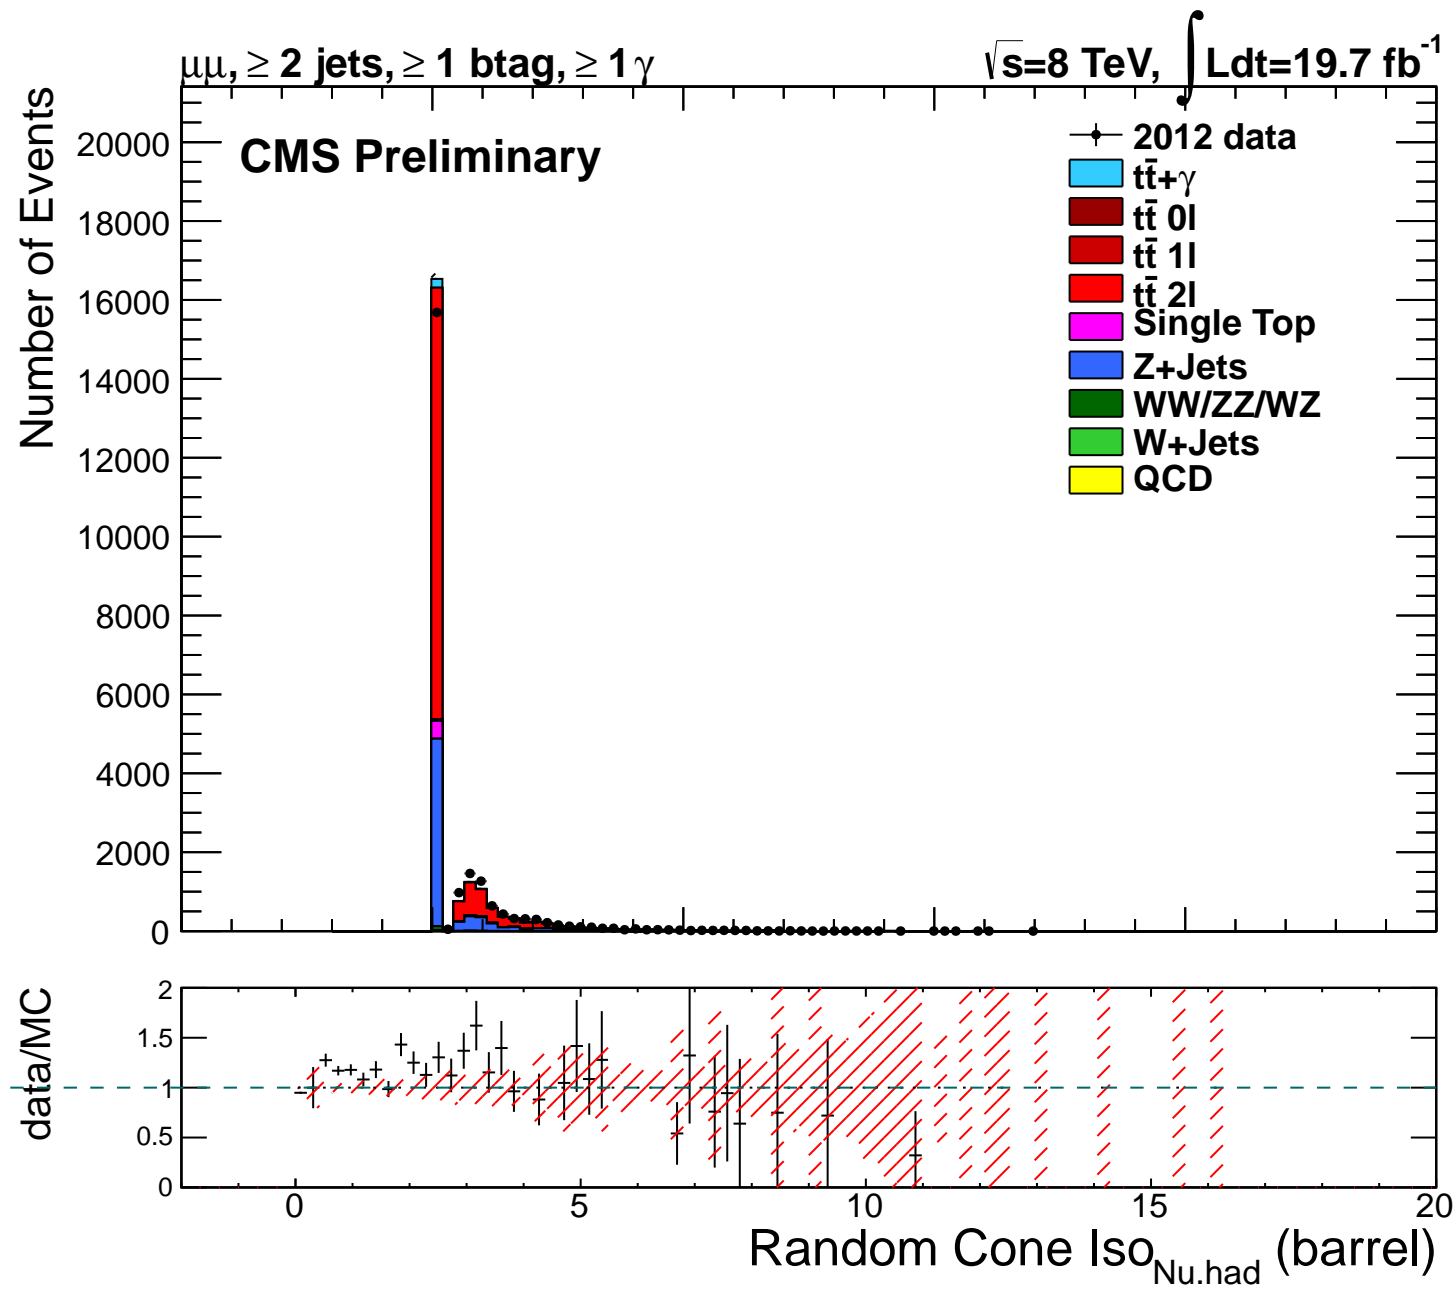 μμ, ≥ 2 jets, ≥ 1 btag, ≥ 1 γ
√s=8 TeV, ∫ Ldt=19.7 fb⁻¹
Number of Events
CMS Preliminary
2012 data
tt̄+γ
tt̄ 0l
tt̄ 1l
tt̄ 2l
Single Top
Z+Jets
WW/ZZ/WZ
W+Jets
QCD
20000
18000
16000
14000
12000
10000
8000
6000
4000
2000
0
data/MC
2
1.5
1
0.5
0
0 5 10 15 20
Random Cone Iso_Nu.had (barrel)